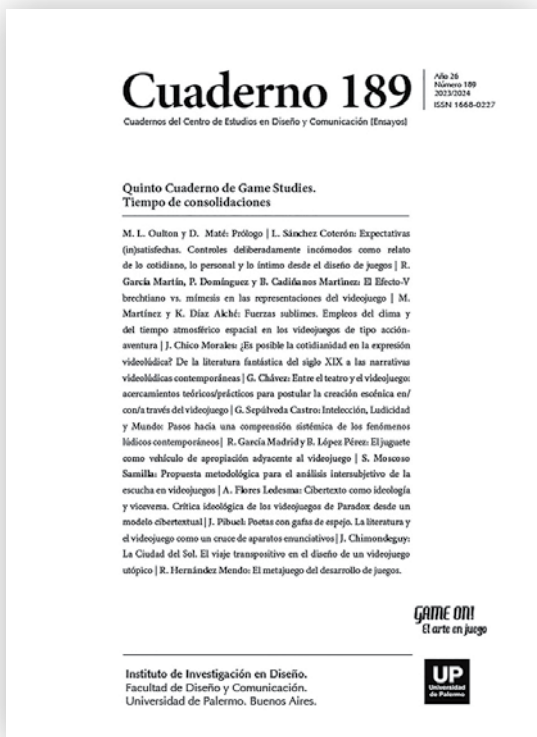 Cuaderno 189
Año 26
Número 189
2023/2024
ISSN 1668-0227
Cuadernos del Centro de Estudios en Diseño y Comunicación [Ensayos]
Quinto Cuaderno de Game Studies.
Tiempo de consolidaciones
M. L. Oulton y D. Maté: Prólogo | L. Sánchez Coterón: Expectativas
(in)satisfechas. Controles deliberadamente incómodos como relato
de lo cotidiano, lo personal y lo íntimo desde el diseño de juegos | R.
García Martín, P. Domínguez y B. Cadiñanos Martínez: El Efecto-V
brechtiano vs. mímesis en las representaciones del videojuego | M.
Martínez y K. Díaz Alché: Fuerzas sublimes. Empleos del clima y
del tiempo atmosférico espacial en los videojuegos de tipo acción-
aventura | J. Chico Morales: ¿Es posible la cotidianidad en la expresión
videolúdica? De la literatura fantástica del siglo XIX a las narrativas
videolúdicas contemporáneas | G. Chávez: Entre el teatro y el videojuego:
acercamientos teóricos/prácticos para postular la creación escénica en/
con/a través del videojuego | G. Sepúlveda Castro: Intelección, Ludicidad
y Mundo: Pasos hacia una comprensión sistémica de los fenómenos
lúdicos contemporáneos | R. García Madrid y B. López Pérez: El juguete
como vehículo de apropiación adyacente al videojuego | S. Moscoso
Samilla: Propuesta metodológica para el análisis intersubjetivo de la
escucha en videojuegos | A. Flores Ledesma: Cibertexto como ideología
y viceversa. Crítica ideológica de los videojuegos de Paradox desde un
modelo cibertextual | J. Pibuel: Poetas con gafas de espejo. La literatura y
el videojuego como un cruce de aparatos enunciativos | J. Chimondeguy:
La Ciudad del Sol. El viaje transpositivo en el diseño de un videojuego
utópico | R. Hernández Mendo: El metajuego del desarrollo de juegos.
GAME ON!
El arte en juego
Instituto de Investigación en Diseño.
Facultad de Diseño y Comunicación.
Universidad de Palermo. Buenos Aires.
UP
Universidad
de Palermo